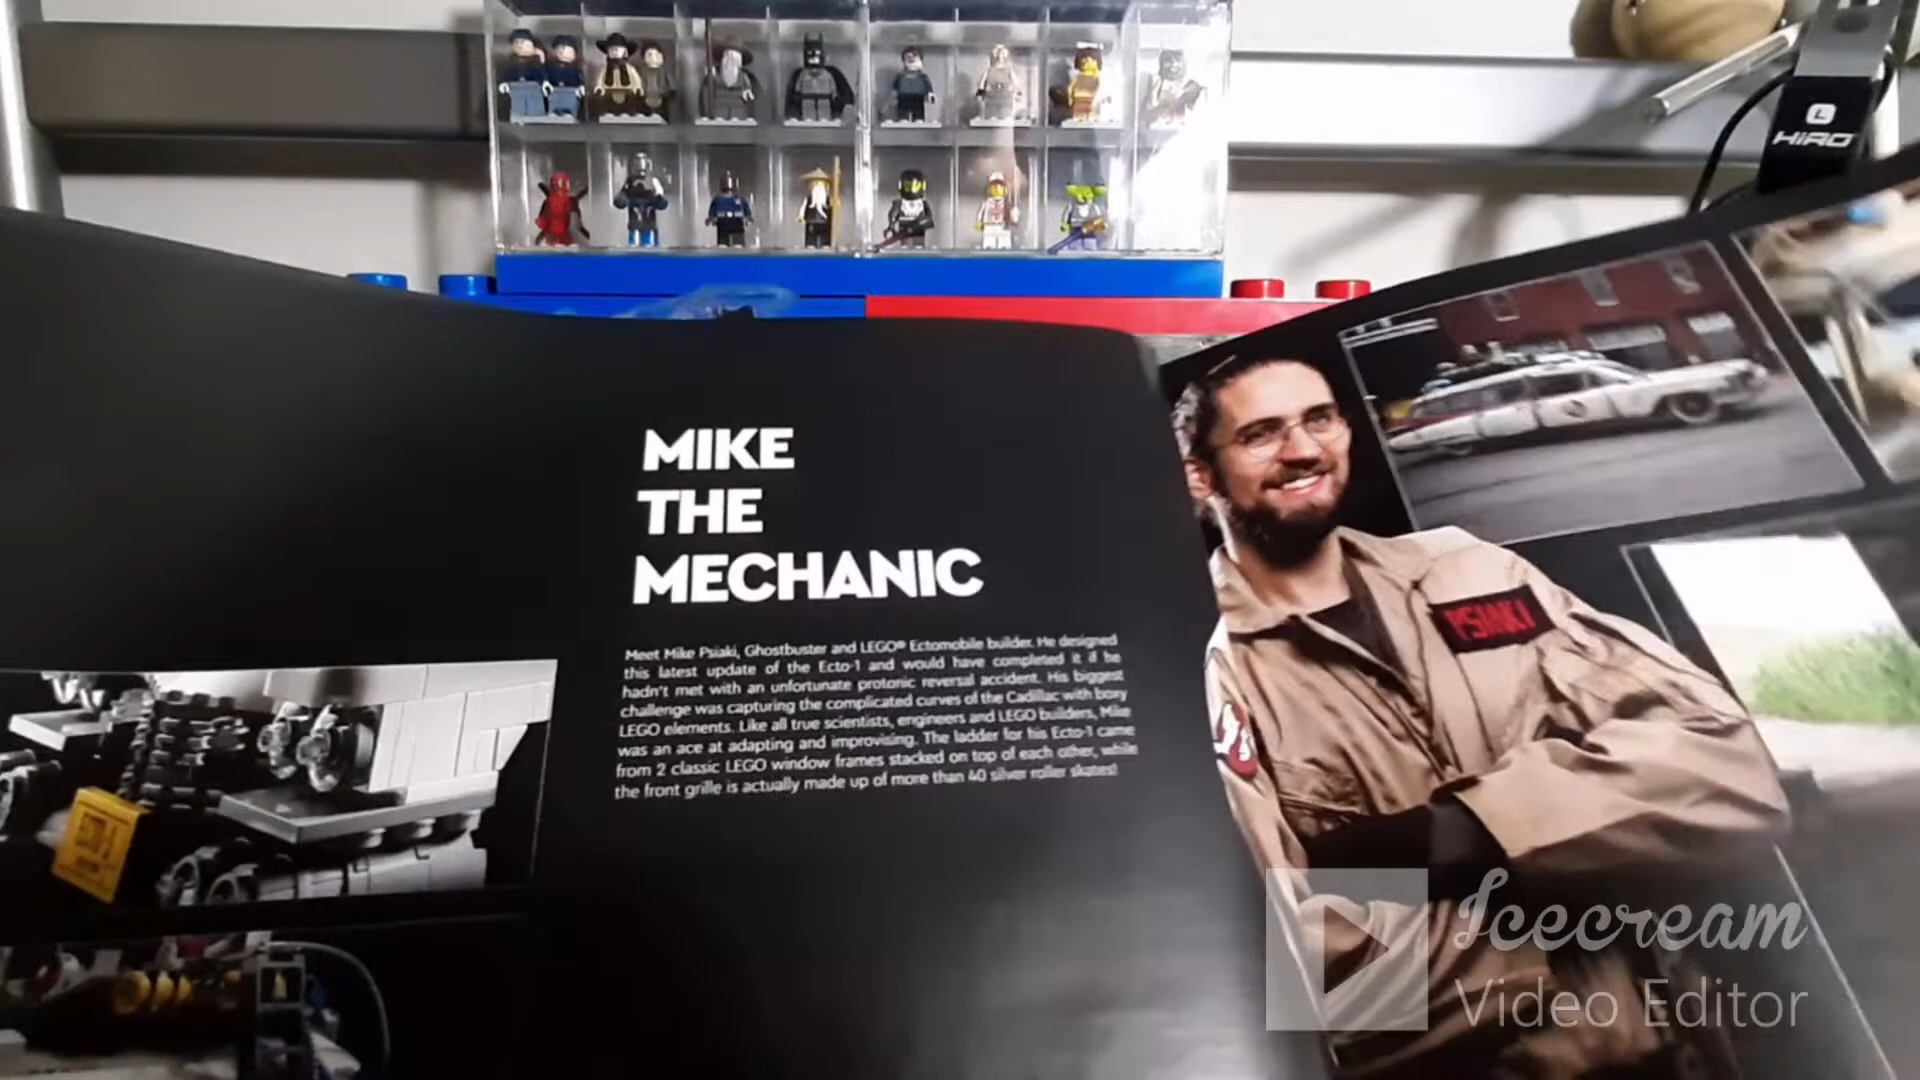 HIRO
MIKE
THE
MECHANIC
Meet Mike Psiaki, Ghostbuster and LEGO® Ectomobile builder. He designed
this latest update of the Ecto-1 and would have completed it if he
hadn't met with an unfortunate protonic reversal accident. His biggest
challenge was capturing the complicated curves of the Cadillac with boxy
LEGO elements. Like all true scientists, engineers and LEGO builders, Mike
was an ace at adapting and improvising. The ladder for his Ecto-1 came
from 2 classic LEGO window frames stacked on top of each other, while
the front grille is actually made up of more than 40 silver roller skates!
PSIAKI
ECTO-1
Icecream
Video Editor